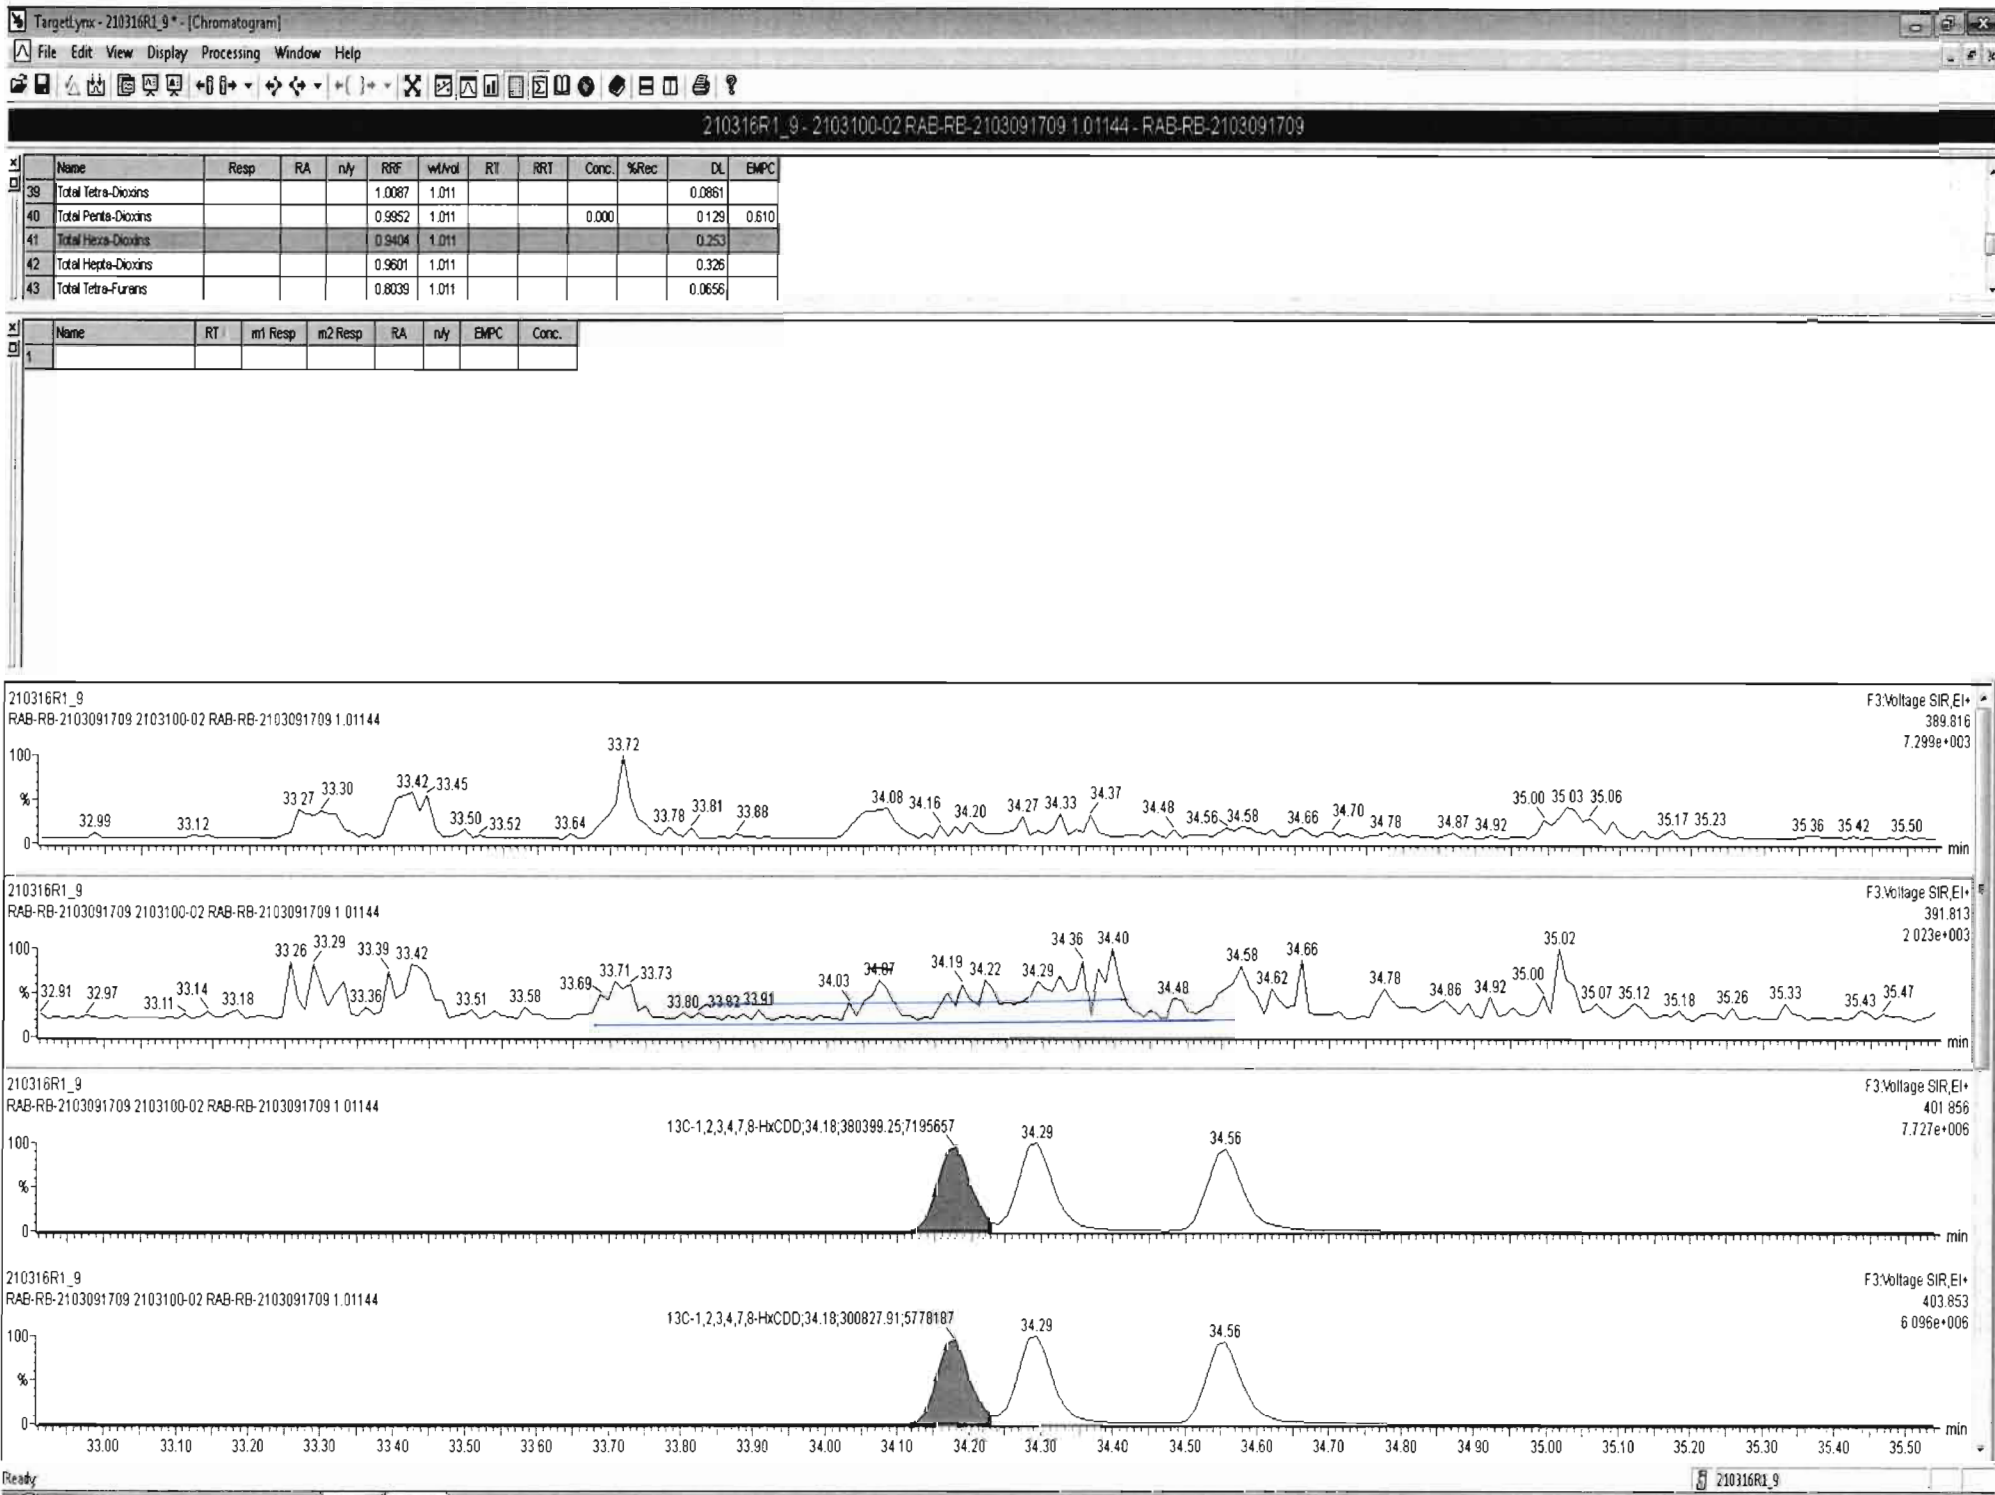 TargetLynx - 210316R1_9 * - [Chromatogram]
File Edit View Display Processing Window Help
210316R1_9 - 2103100-02 RAB-RB-2103091709 1.01144 - RAB-RB-2103091709
Name Resp RA n/y RRF wt/vol RT RRT Conc. %Rec DL EMPC
39 Total Tetra-Dioxins 1.0087 1.011 0.0861
40 Total Penta-Dioxins 0.9952 1.011 0.000 0.129 0.610
41 Total Hexa-Dioxins 0.9404 1.011 0.253
42 Total Hepta-Dioxins 0.9601 1.011 0.326
43 Total Tetra-Furans 0.8039 1.011 0.0656
Name RT m1 Resp m2 Resp RA n/y EMPC Conc.
1
210316R1_9 F3:Voltage SIR,EI+
RAB-RB-2103091709 2103100-02 RAB-RB-2103091709 1.01144 389.816
7.299e+003
100 % 0
32.99 33.12 33.27 33.30 33.42 33.45 33.50 33.52 33.64 33.72 33.78 33.81 33.88 34.08 34.16 34.20 34.27 34.33 34.37 34.48 34.56 34.58 34.66 34.70 34.78 34.87 34.92 35.00 35.03 35.06 35.17 35.23 35.36 35.42 35.50
min
210316R1_9 F3:Voltage SIR,EI+
RAB-RB-2103091709 2103100-02 RAB-RB-2103091709 1.01144 391.813
2.023e+003
100 % 0
32.91 32.97 33.11 33.14 33.18 33.26 33.29 33.36 33.39 33.42 33.51 33.58 33.69 33.71 33.73 33.80 33.82 33.91 34.03 34.07 34.19 34.22 34.29 34.36 34.40 34.48 34.58 34.62 34.66 34.78 34.86 34.92 35.00 35.02 35.07 35.12 35.18 35.26 35.33 35.43 35.47
min
210316R1_9 F3:Voltage SIR,EI+
RAB-RB-2103091709 2103100-02 RAB-RB-2103091709 1.01144 401.856
7.727e+006
13C-1,2,3,4,7,8-HxCDD;34.18;380399.25;7195657 34.29 34.56
100 % 0
min
210316R1_9 F3:Voltage SIR,EI+
RAB-RB-2103091709 2103100-02 RAB-RB-2103091709 1.01144 403.853
6.096e+006
13C-1,2,3,4,7,8-HxCDD;34.18;300827.91;5778187 34.29 34.56
100 % 0
min
33.00 33.10 33.20 33.30 33.40 33.50 33.60 33.70 33.80 33.90 34.00 34.10 34.20 34.30 34.40 34.50 34.60 34.70 34.80 34.90 35.00 35.10 35.20 35.30 35.40 35.50
Ready 210316R1_9